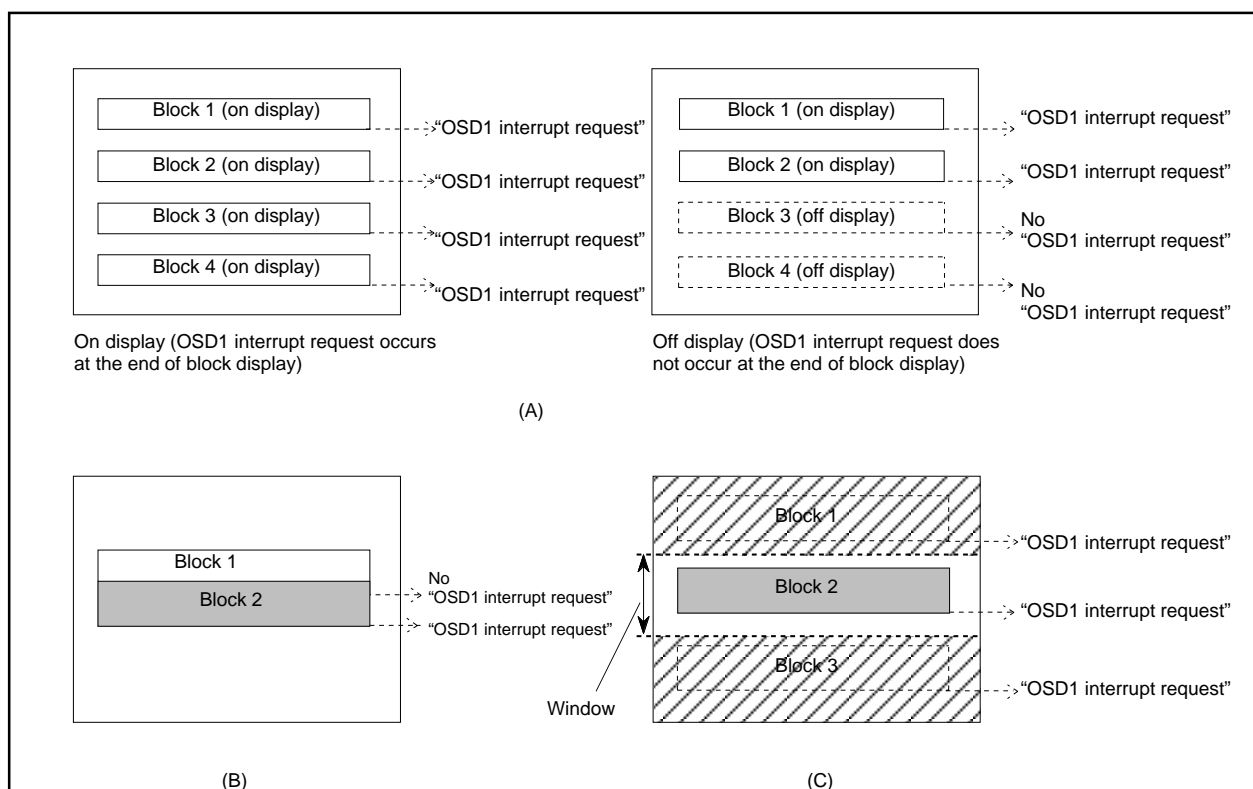 Block 1 (on display)
“OSD1 interrupt request”
Block 2 (on display)
“OSD1 interrupt request”
Block 3 (on display)
“OSD1 interrupt request”
Block 4 (on display)
“OSD1 interrupt request”
On display (OSD1 interrupt request occurs
at the end of block display)
Block 1 (on display)
“OSD1 interrupt request”
Block 2 (on display)
“OSD1 interrupt request”
Block 3 (off display)
No
“OSD1 interrupt request”
Block 4 (off display)
No
“OSD1 interrupt request”
Off display (OSD1 interrupt request does
not occur at the end of block display)
(A)
Block 1
Block 2
No
“OSD1 interrupt request”
“OSD1 interrupt request”
(B)
Block 1
“OSD1 interrupt request”
Block 2
“OSD1 interrupt request”
Block 3
“OSD1 interrupt request”
Window
(C)